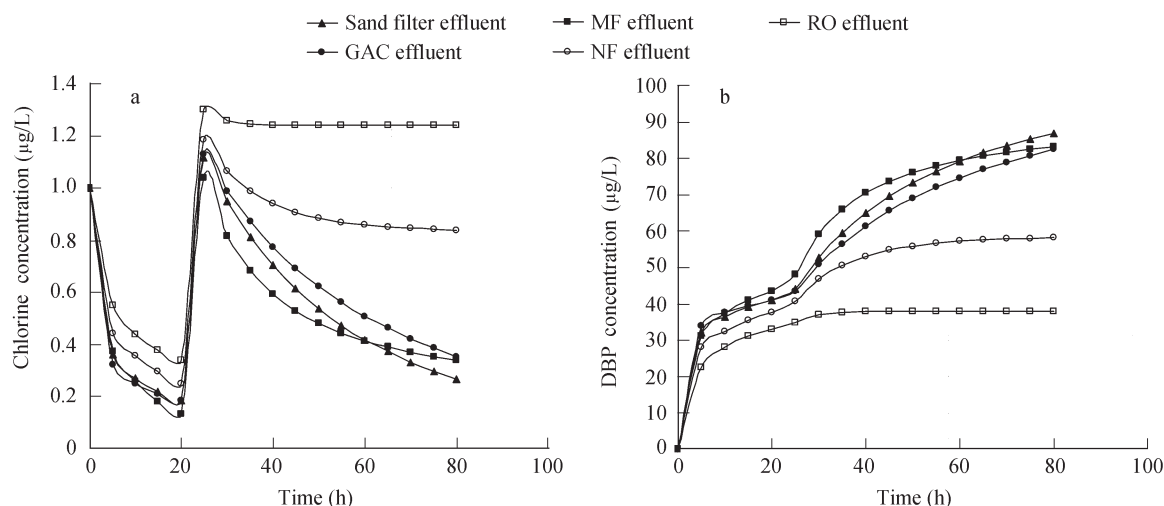 Sand filter effluent MF effluent RO effluent
GAC effluent NF effluent
a
Chlorine concentration (μg/L)
1.4
1.2
1.0
0.8
0.6
0.4
0.2
0
0 20 40 60 80 100
Time (h)
b
DBP concentration (μg/L)
100
90
80
70
60
50
40
30
20
10
0
0 20 40 60 80 100
Time (h)